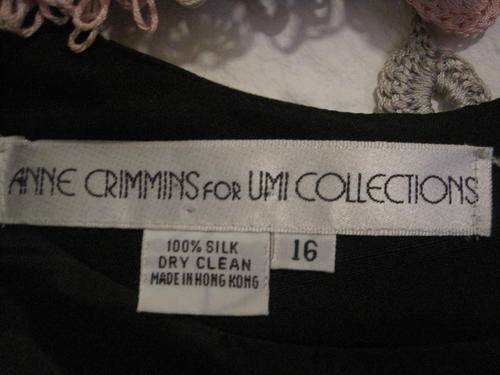 ANNE CRIMMINS FOR UMI COLLECTIONS
100% SILK
DRY CLEAN
MADE IN HONG KONG
16